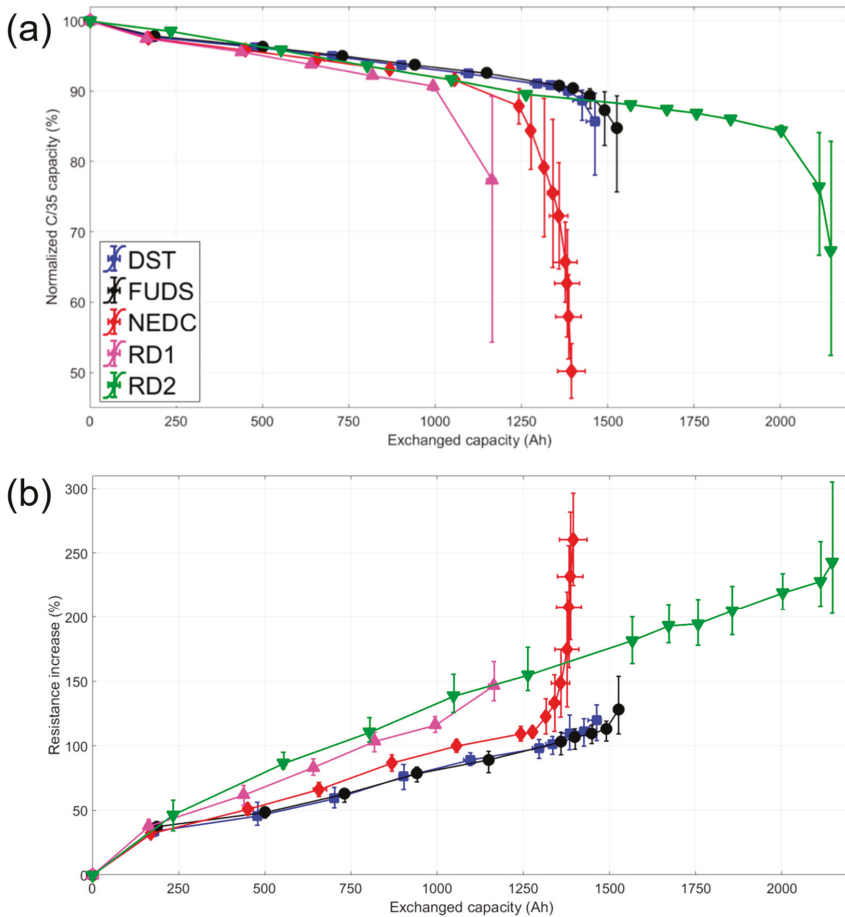 (a)
100
90
80
70
60
50
Normalized C/35 capacity (%)
DST
FUDS
NEDC
RD1
RD2
0 250 500 750 1000 1250 1500 1750 2000
Exchanged capacity (Ah)
(b)
300
250
200
150
100
50
0
Resistance increase (%)
0 250 500 750 1000 1250 1500 1750 2000
Exchanged capacity (Ah)